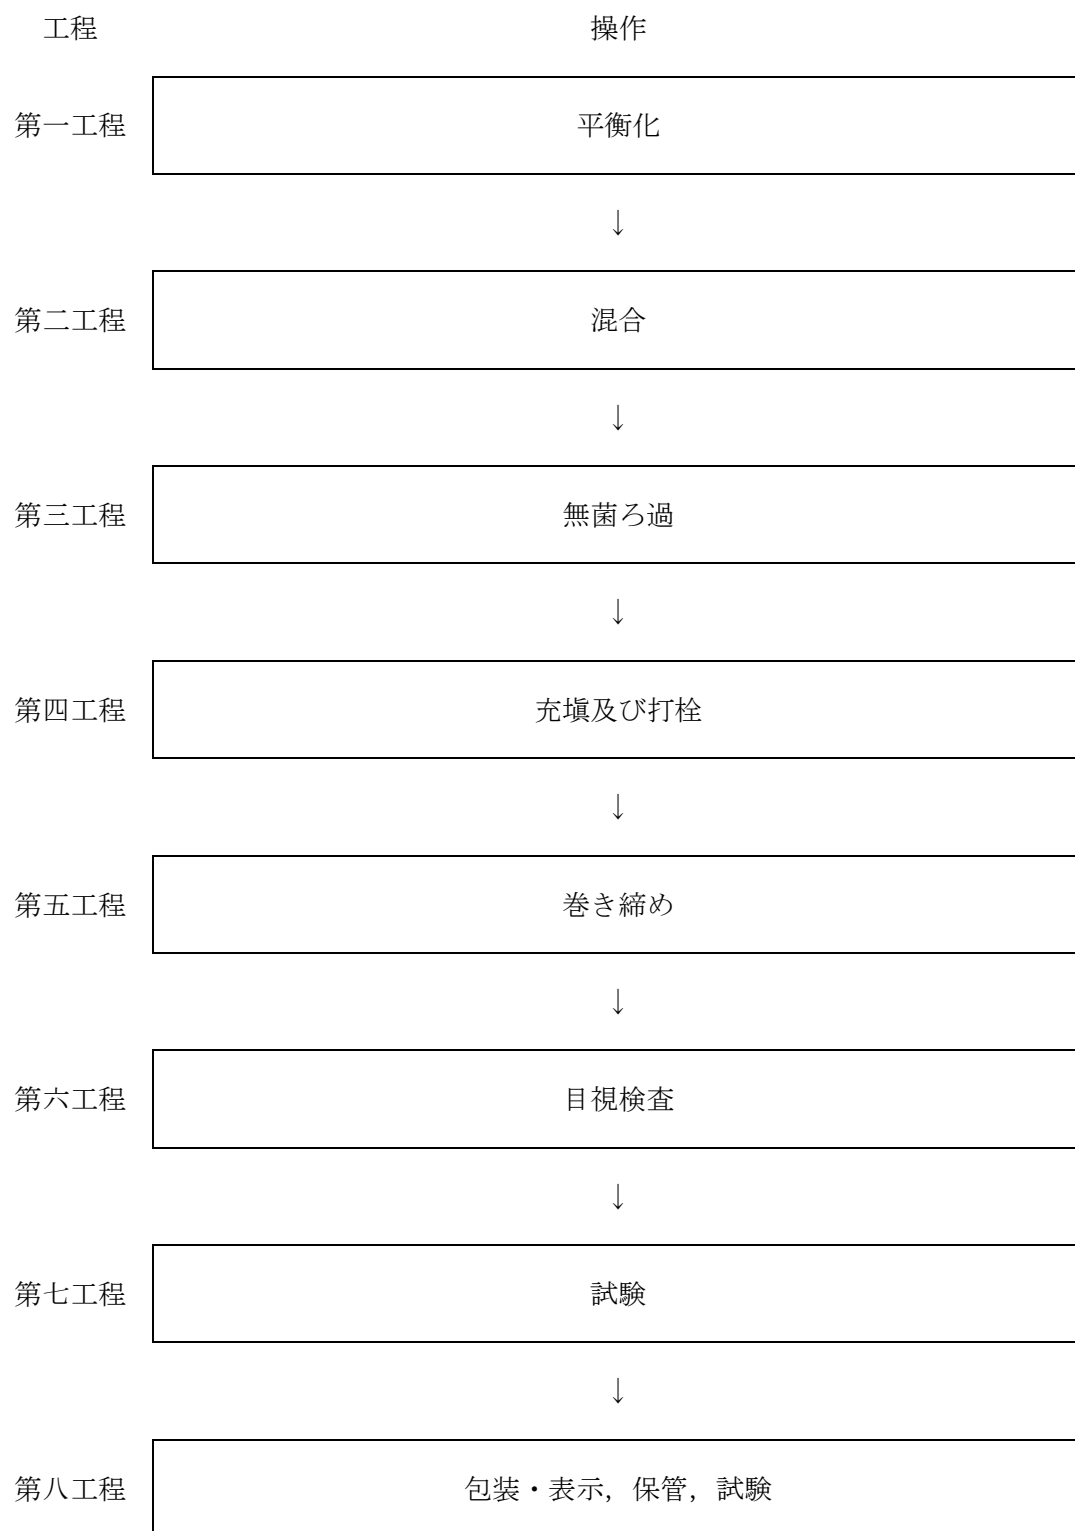 工程 操作
第一工程 平衡化
↓
第二工程 混合
↓
第三工程 無菌ろ過
↓
第四工程 充塡及び打栓
↓
第五工程 巻き締め
↓
第六工程 目視検査
↓
第七工程 試験
↓
第八工程 包装・表示，保管，試験